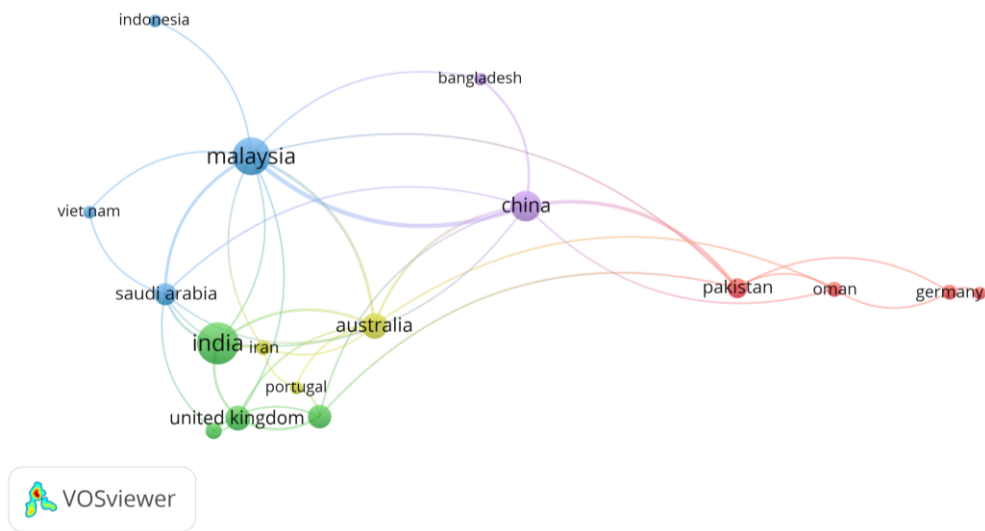 indonesia
bangladesh
malaysia
china
viet nam
saudi arabia
pakistan
oman
germany
australia
india
iran
portugal
united kingdom
VOSviewer